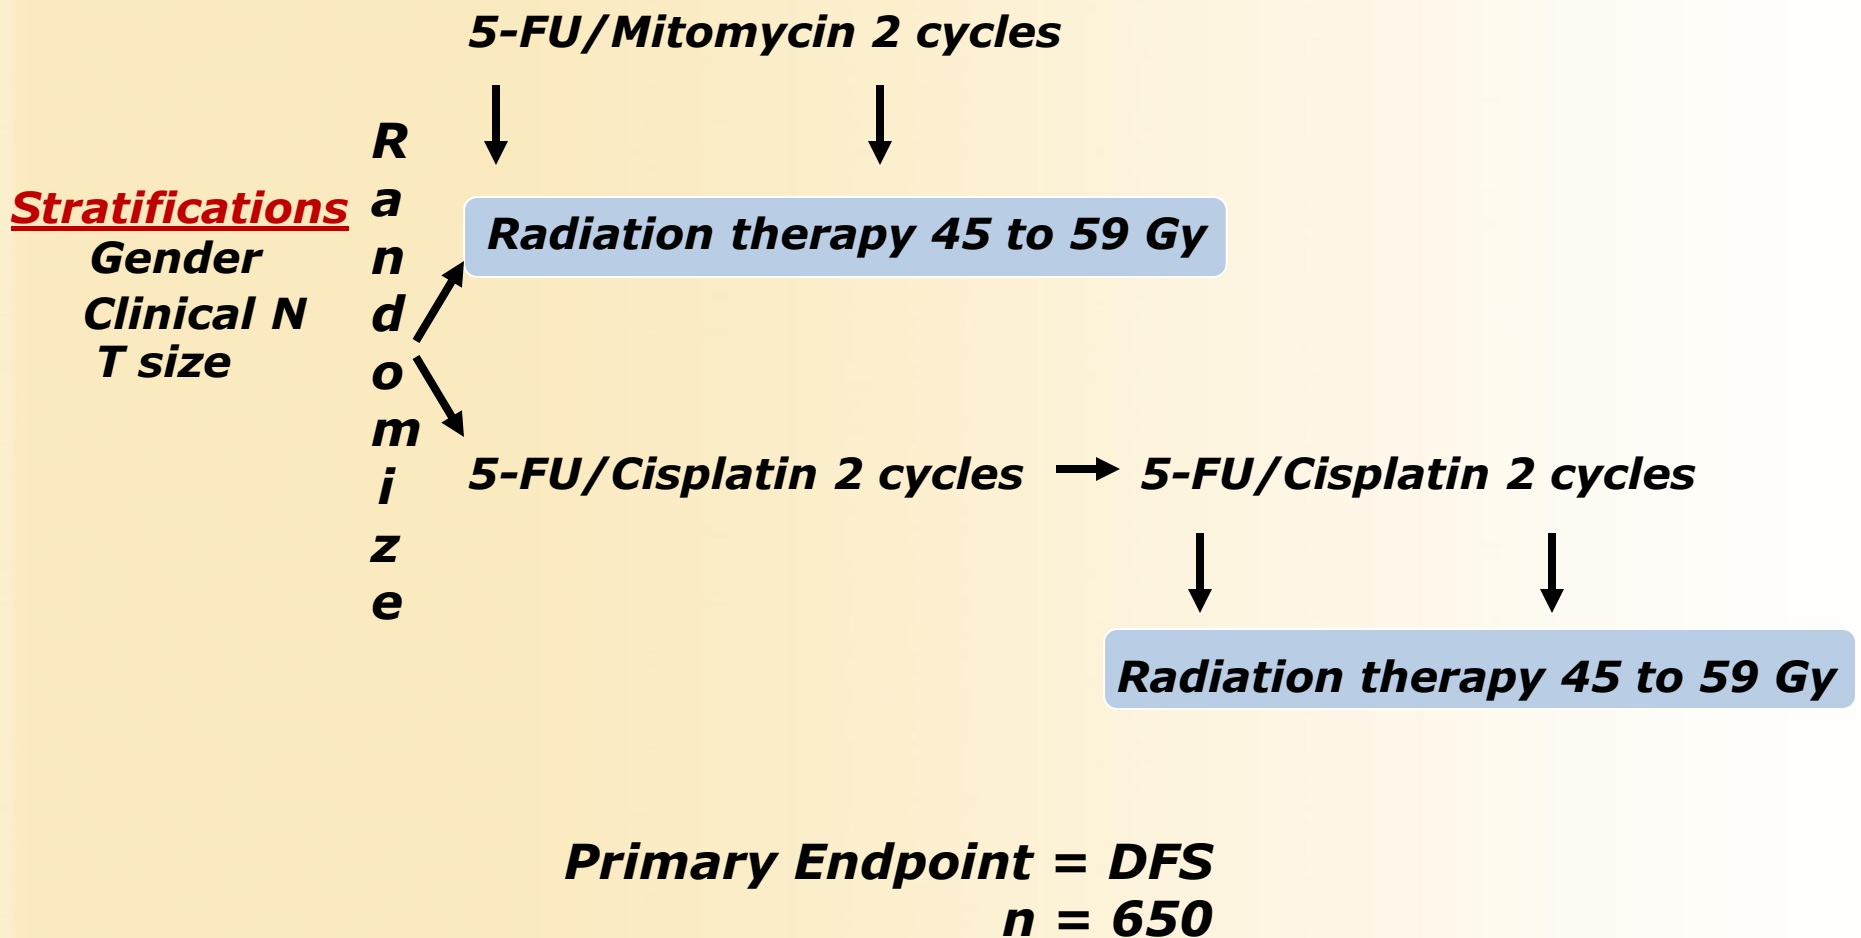 5-FU/Mitomycin 2 cycles
Stratifications
Gender
Clinical N
T size
R
a
n
d
o
m
i
z
e
Radiation therapy 45 to 59 Gy
5-FU/Cisplatin 2 cycles
5-FU/Cisplatin 2 cycles
Radiation therapy 45 to 59 Gy
Primary Endpoint = DFS
n = 650